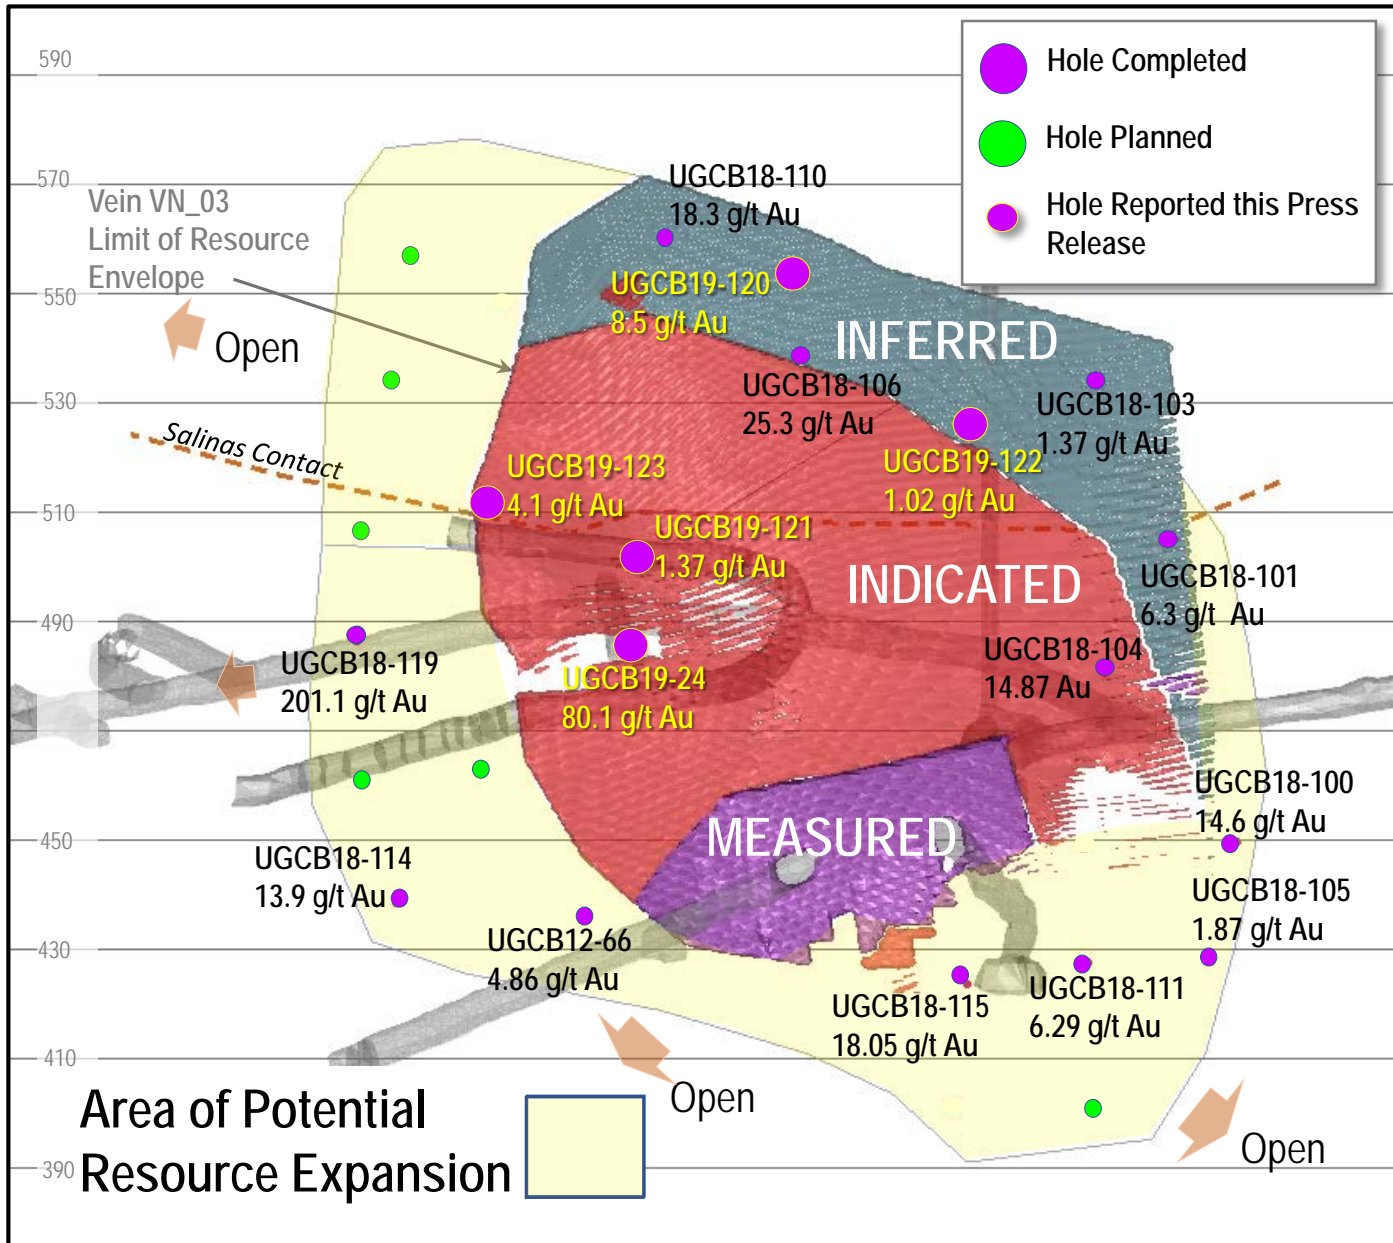 590
Hole Completed
Hole Planned
Hole Reported this Press
Release
570
Vein VN_03
Limit of Resource
Envelope
UGCB18-110
18.3 g/t Au
UGCB19-120
8.5 g/t Au
550
Open
INFERRED
UGCB18-106
25.3 g/t Au
UGCB18-103
1.37 g/t Au
530
Salinas Contact
UGCB19-123
4.1 g/t Au
UGCB19-122
1.02 g/t Au
510
UGCB19-121
1.37 g/t Au
INDICATED
UGCB18-101
6.3 g/t Au
490
UGCB18-119
201.1 g/t Au
UGCB19-24
80.1 g/t Au
UGCB18-104
14.87 Au
UGCB18-100
14.6 g/t Au
MEASURED
450
UGCB18-114
13.9 g/t Au
UGCB18-105
1.87 g/t Au
430
UGCB12-66
4.86 g/t Au
UGCB18-115
18.05 g/t Au
UGCB18-111
6.29 g/t Au
410
Open
Open
Area of Potential
Resource Expansion
390